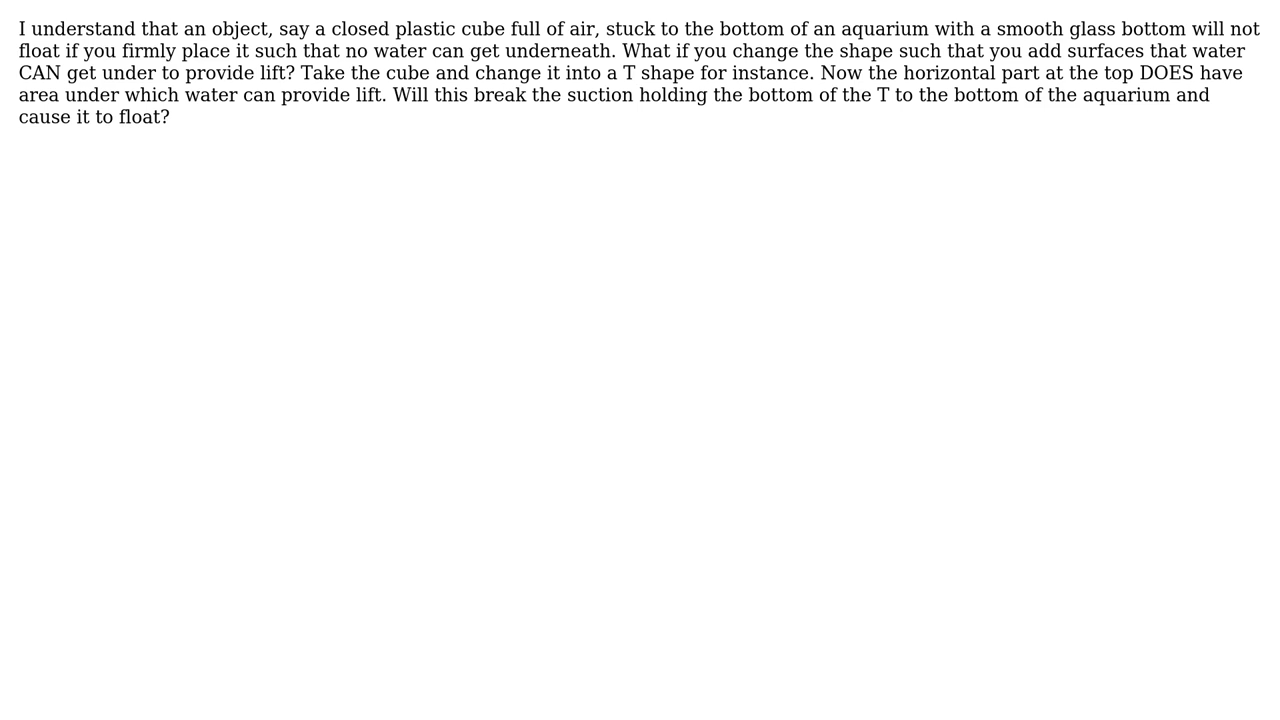 I understand that an object, say a closed plastic cube full of air, stuck to the bottom of an aquarium with a smooth glass bottom will not
float if you firmly place it such that no water can get underneath. What if you change the shape such that you add surfaces that water
CAN get under to provide lift? Take the cube and change it into a T shape for instance. Now the horizontal part at the top DOES have
area under which water can provide lift. Will this break the suction holding the bottom of the T to the bottom of the aquarium and
cause it to float?